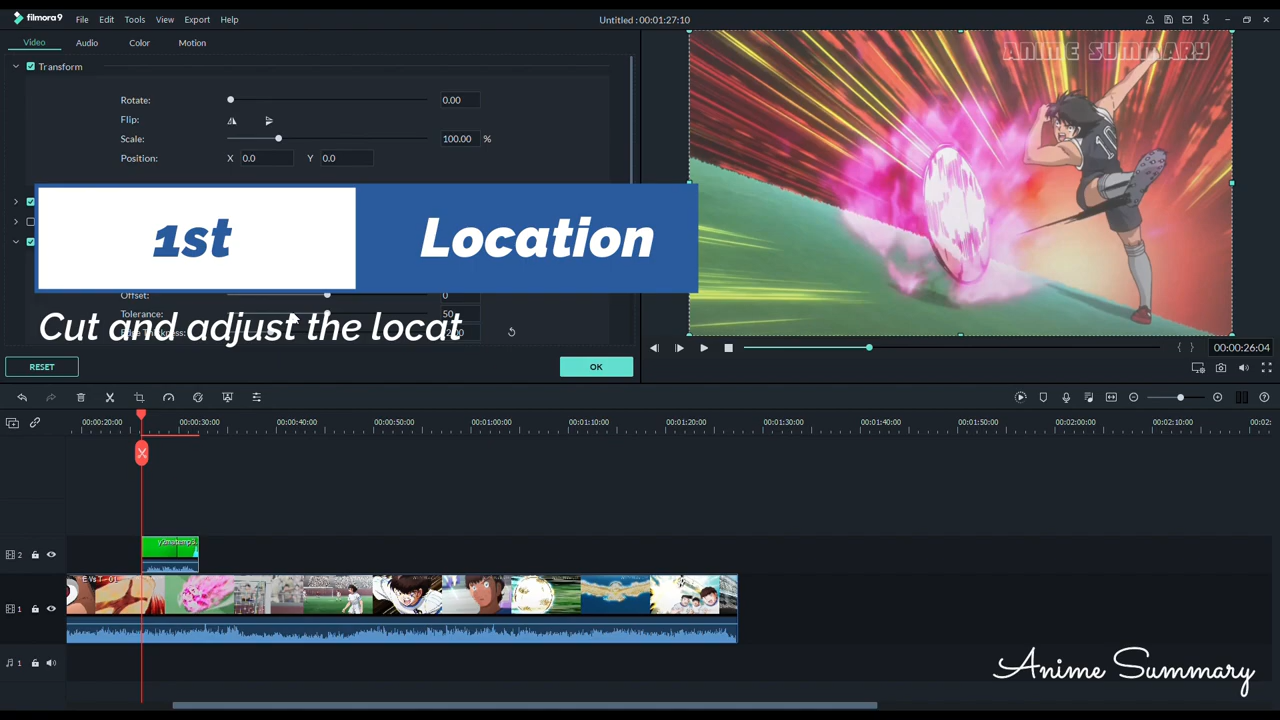 filmora9 File Edit Tools View Export Help Untitled : 00:01:27:10
Video Audio Color Motion
Transform
Rotate: 0.00
Flip:
Scale: 100.00 %
Position: X 0.0 Y 0.0
1st Location
Offset: 0
Tolerance: 50
Cut and adjust the locat
RESET OK
ANIME SUMMARY
00:00:26:04
00:00:20:00 00:00:30:00 00:00:40:00 00:00:50:00 00:01:00:00 00:01:10:00 00:01:20:00 00:01:30:00 00:01:40:00 00:01:50:00 00:02:00:00 00:02:10:00 00:02:
2 y2matemp3
1 E Vs T - 01
1
Anime Summary